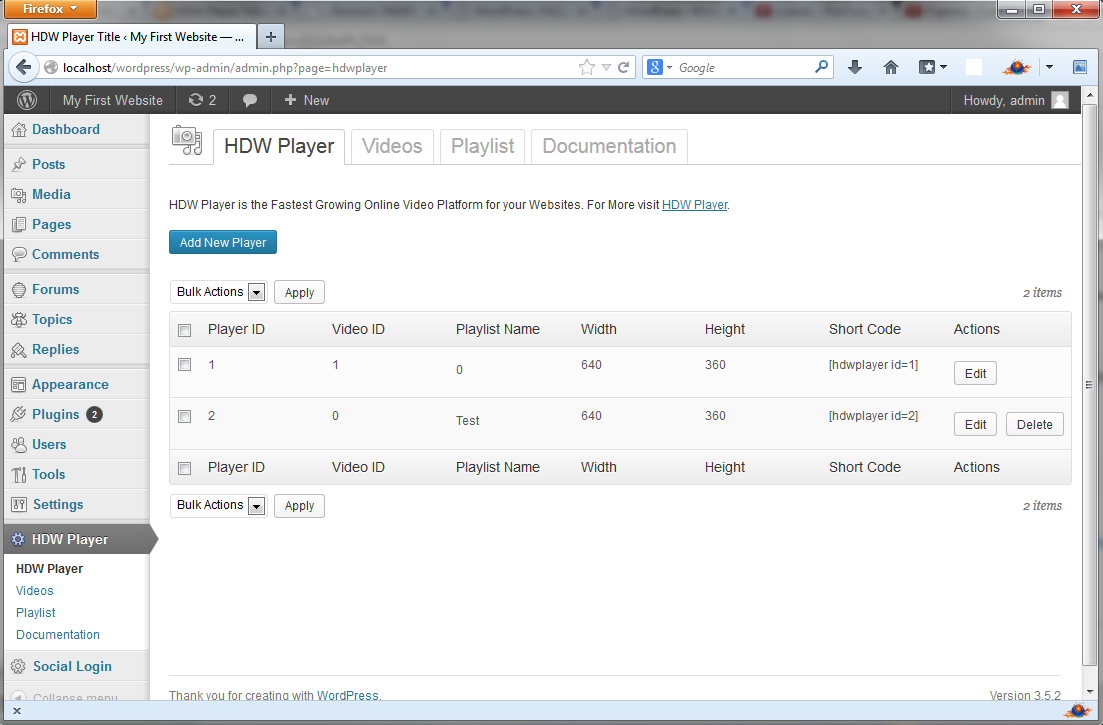 Firefox
HDW Player Title ‹ My First Website — ...
localhost/wordpress/wp-admin/admin.php?page=hdwplayer
Google
My First Website 2 New Howdy, admin
Dashboard
Posts
Media
Pages
Comments
Forums
Topics
Replies
Appearance
Plugins 2
Users
Tools
Settings
HDW Player
HDW Player
Videos
Playlist
Documentation
Social Login
Collapse menu
HDW Player Videos Playlist Documentation
HDW Player is the Fastest Growing Online Video Platform for your Websites. For More visit HDW Player.
Add New Player
Bulk Actions Apply 2 items
Player ID Video ID Playlist Name Width Height Short Code Actions
1 1 0 640 360 [hdwplayer id=1] Edit
2 0 Test 640 360 [hdwplayer id=2] Edit Delete
Player ID Video ID Playlist Name Width Height Short Code Actions
Bulk Actions Apply 2 items
Thank you for creating with WordPress. Version 3.5.2